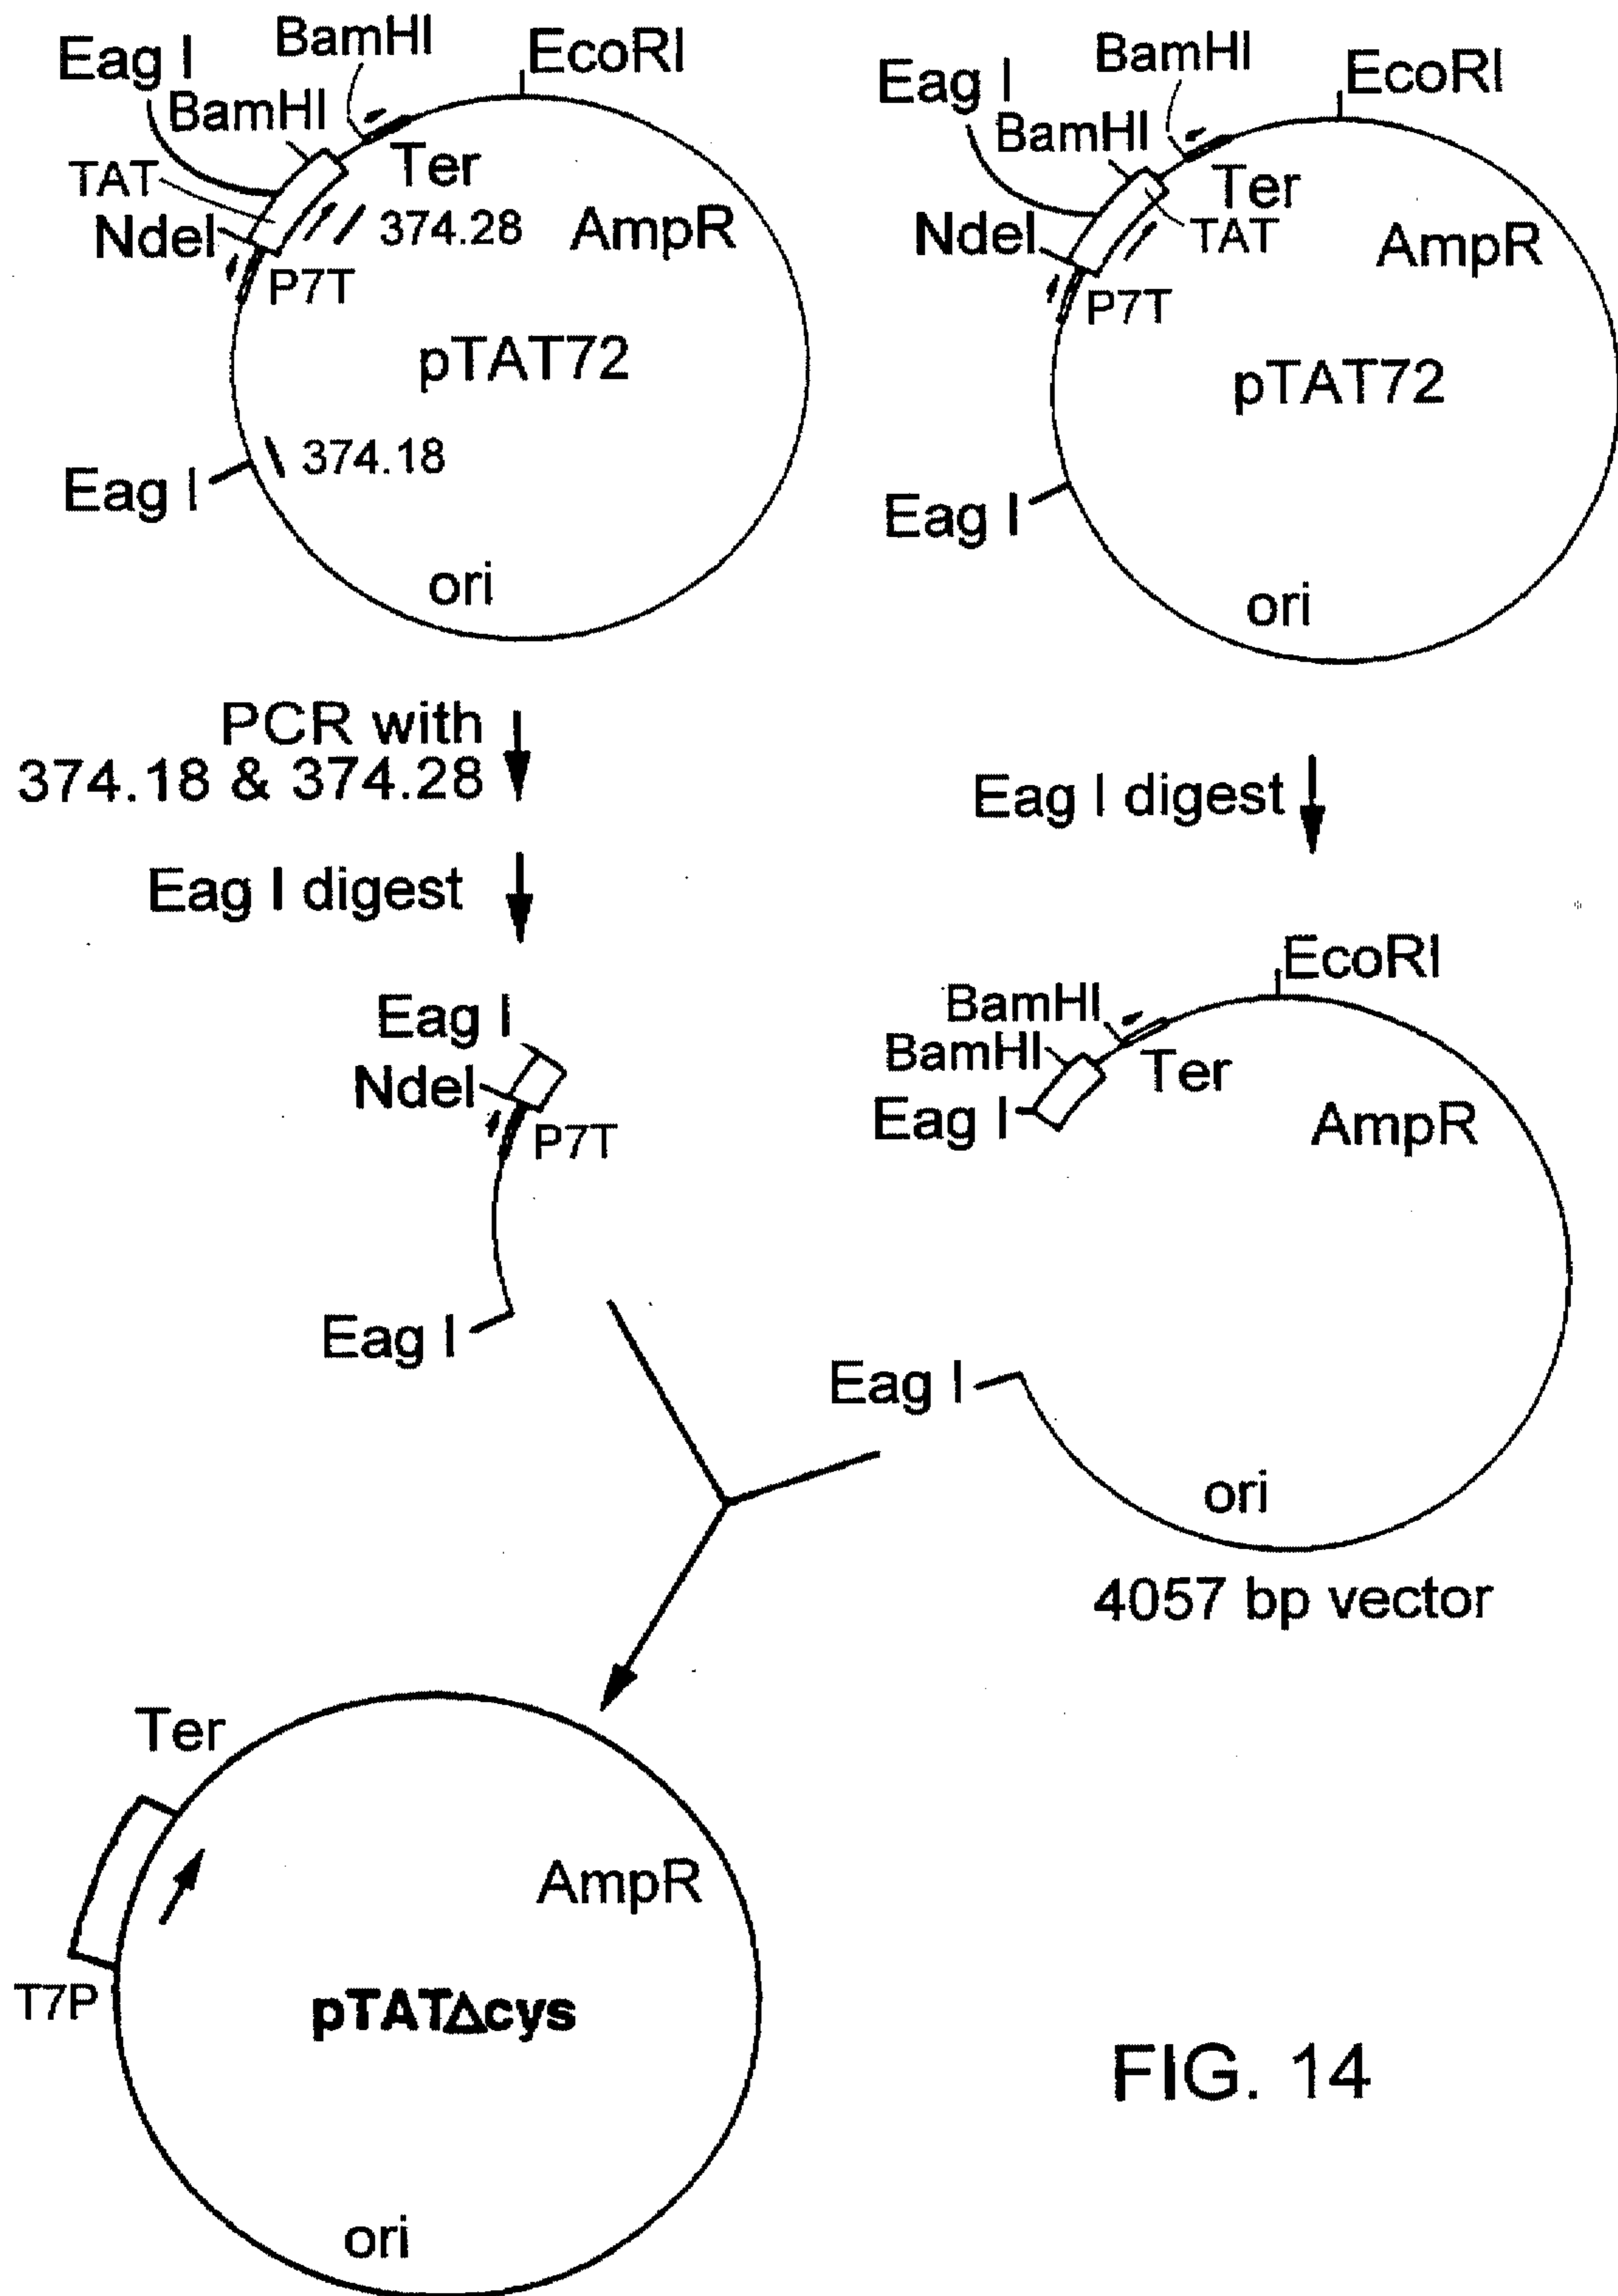 BamHI
EcoRI
Eag I
BamHI
TAT
Ter
NdeI
374.28
AmpR
P7T
pTAT72
374.18
Eag I
ori
BamHI
EcoRI
Eag I
BamHI
Ter
NdeI
TAT
AmpR
P7T
pTAT72
Eag I
ori
PCR with
374.18 & 374.28
Eag I digest
Eag I digest
Eag I
NdeI
P7T
Eag I
EcoRI
BamHI
BamHI
Ter
Eag I
AmpR
Eag I
ori
4057 bp vector
Ter
AmpR
T7P
pTATΔcys
ori
FIG. 14